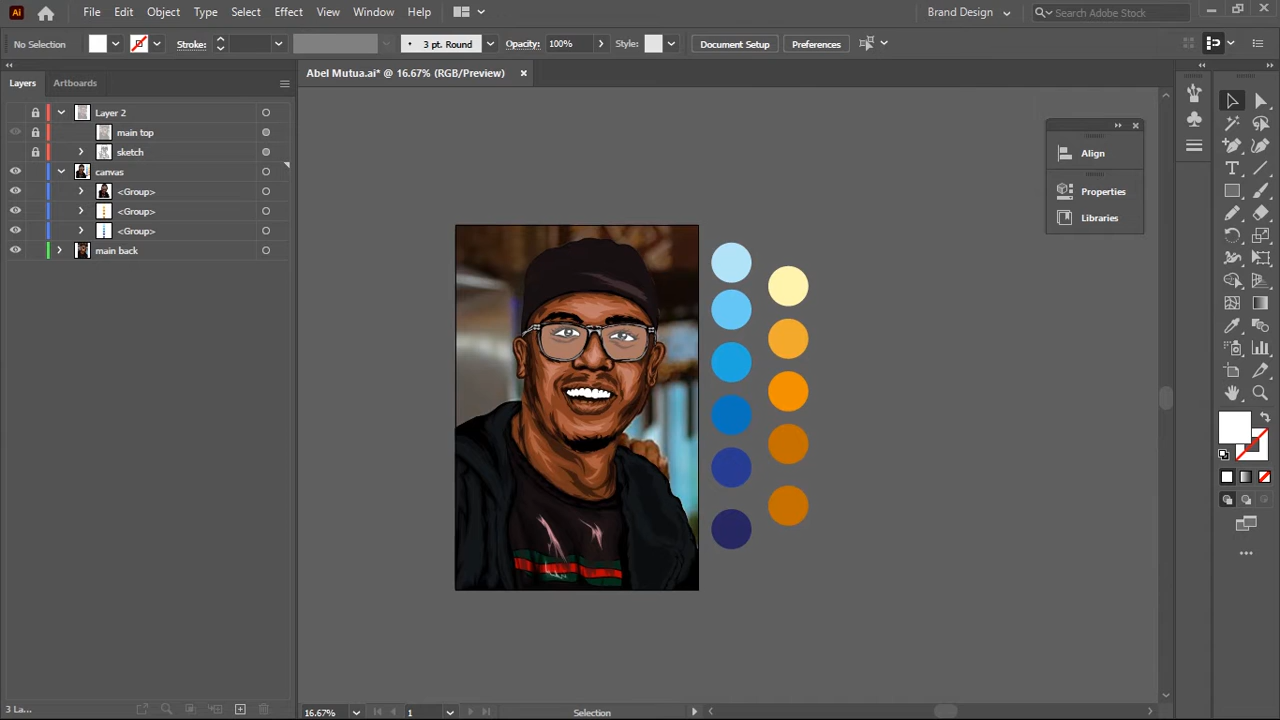 Ai File Edit Object Type Select Effect View Window Help Brand Design Search Adobe Stock
No Selection Stroke: 3 pt. Round Opacity: 100% Style: Document Setup Preferences
Layers Artboards
Abel Mutua.ai* @ 16.67% (RGB/Preview)
Layer 2
main top
sketch
canvas
<Group>
<Group>
<Group>
main back
Align
Properties
Libraries
3 La...
16.67% 1 Selection